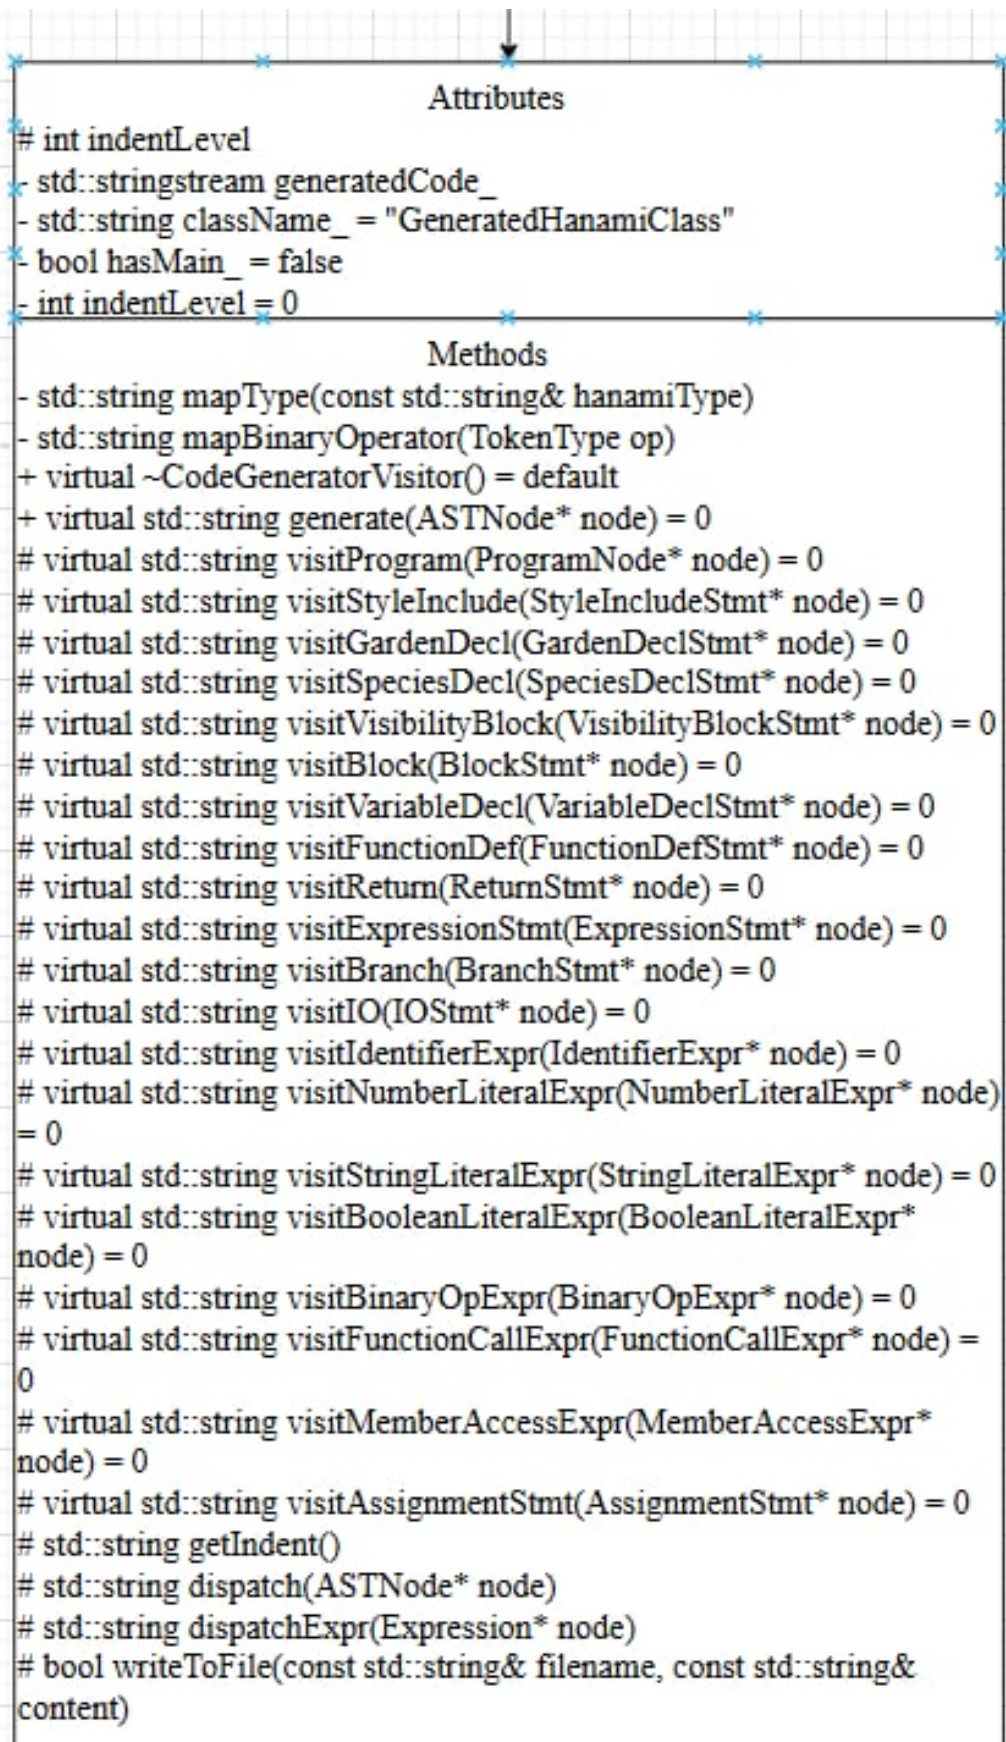 Attributes
# int indentLevel
- std::stringstream generatedCode_
- std::string className_ = "GeneratedHanamiClass"
- bool hasMain_ = false
- int indentLevel = 0
Methods
- std::string mapType(const std::string& hanamiType)
- std::string mapBinaryOperator(TokenType op)
+ virtual ~CodeGeneratorVisitor() = default
+ virtual std::string generate(ASTNode* node) = 0
# virtual std::string visitProgram(ProgramNode* node) = 0
# virtual std::string visitStyleInclude(StyleIncludeStmt* node) = 0
# virtual std::string visitGardenDecl(GardenDeclStmt* node) = 0
# virtual std::string visitSpeciesDecl(SpeciesDeclStmt* node) = 0
# virtual std::string visitVisibilityBlock(VisibilityBlockStmt* node) = 0
# virtual std::string visitBlock(BlockStmt* node) = 0
# virtual std::string visitVariableDecl(VariableDeclStmt* node) = 0
# virtual std::string visitFunctionDef(FunctionDefStmt* node) = 0
# virtual std::string visitReturn(ReturnStmt* node) = 0
# virtual std::string visitExpressionStmt(ExpressionStmt* node) = 0
# virtual std::string visitBranch(BranchStmt* node) = 0
# virtual std::string visitIO(IOStmt* node) = 0
# virtual std::string visitIdentifierExpr(IdentifierExpr* node) = 0
# virtual std::string visitNumberLiteralExpr(NumberLiteralExpr* node)
= 0
# virtual std::string visitStringLiteralExpr(StringLiteralExpr* node) = 0
# virtual std::string visitBooleanLiteralExpr(BooleanLiteralExpr*
node) = 0
# virtual std::string visitBinaryOpExpr(BinaryOpExpr* node) = 0
# virtual std::string visitFunctionCallExpr(FunctionCallExpr* node) =
0
# virtual std::string visitMemberAccessExpr(MemberAccessExpr*
node) = 0
# virtual std::string visitAssignmentStmt(AssignmentStmt* node) = 0
# std::string getIndent()
# std::string dispatch(ASTNode* node)
# std::string dispatchExpr(Expression* node)
# bool writeToFile(const std::string& filename, const std::string&
content)